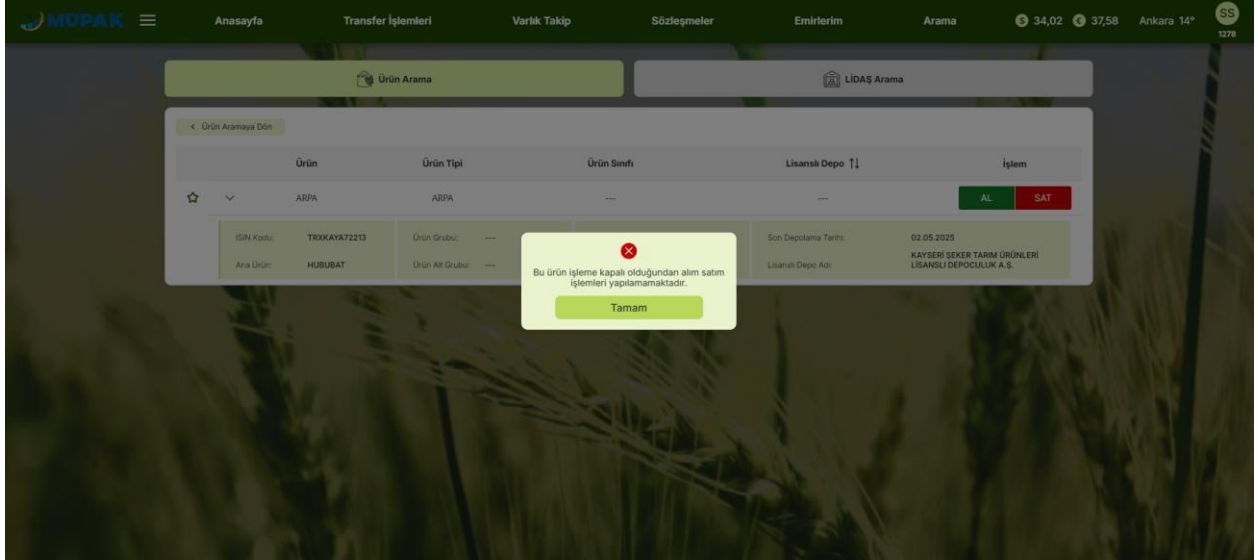 MÜPAK
Anasayfa
Transfer İşlemleri
Varlık Takip
Sözleşmeler
Emirlerim
Arama
34,02
37,58
Ankara 14°
SS
1278
Ürün Arama
LİDAŞ Arama
< Ürün Aramaya Dön
Ürün
Ürün Tipi
Ürün Sınıfı
Lisanslı Depo
İşlem
ARPA
ARPA
---
---
AL
SAT
ISIN Kodu: TRXKAYA72213
Ürün Grubu: ---
Son Depolama Tarihi: 02.05.2025
Ana Ürün: HUBUBAT
Ürün Alt Grubu: ---
Lisanslı Depo Adı: KAYSERİ ŞEKER TARIM ÜRÜNLERİ
LİSANSLI DEPOCULUK A.Ş.
Bu ürün işleme kapalı olduğundan alım satım
işlemleri yapılamamaktadır.
Tamam